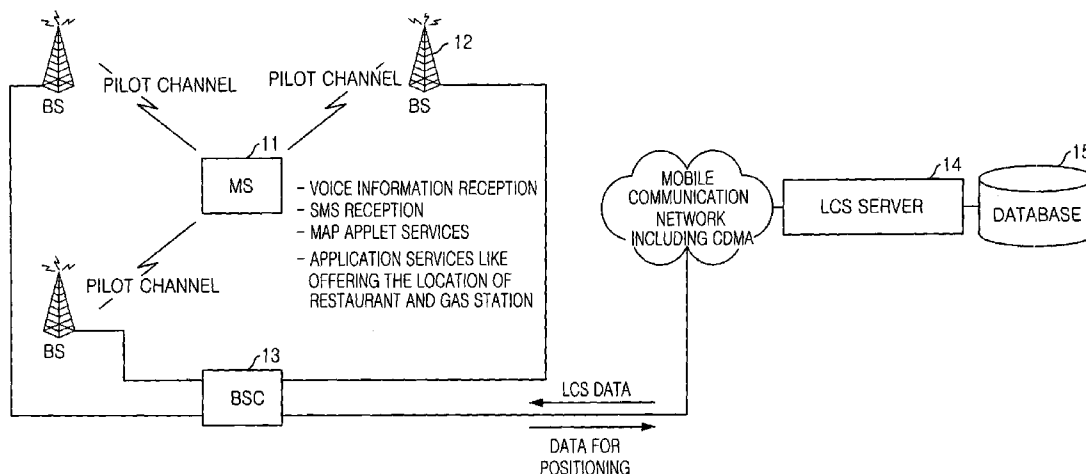 12
BS
PILOT CHANNEL
PILOT CHANNEL
BS
11
MS
- VOICE INFORMATION RECEPTION
- SMS RECEPTION
- MAP APPLET SERVICES
- APPLICATION SERVICES LIKE
OFFERING THE LOCATION OF
RESTAURANT AND GAS STATION
PILOT CHANNEL
BS
13
BSC
MOBILE
COMMUNICATION
NETWORK
INCLUDING CDMA
14
LCS SERVER
15
DATABASE
LCS DATA
DATA FOR
POSITIONING